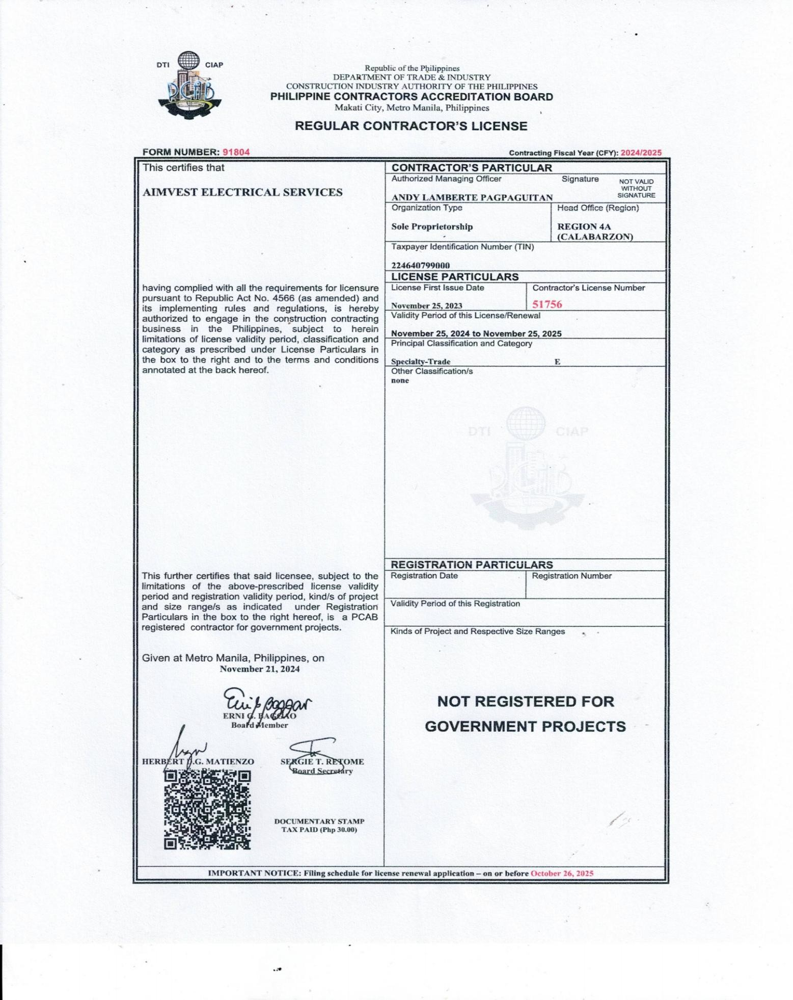 DTI CIAP
PCAB
Republic of the Philippines
DEPARTMENT OF TRADE & INDUSTRY
CONSTRUCTION INDUSTRY AUTHORITY OF THE PHILIPPINES
PHILIPPINE CONTRACTORS ACCREDITATION BOARD
Makati City, Metro Manila, Philippines
REGULAR CONTRACTOR'S LICENSE
FORM NUMBER: 91804
Contracting Fiscal Year (CFY): 2024/2025
This certifies that
AIMVEST ELECTRICAL SERVICES
having complied with all the requirements for licensure
pursuant to Republic Act No. 4566 (as amended) and
its implementing rules and regulations, is hereby
authorized to engage in the construction contracting
business in the Philippines, subject to herein
limitations of license validity period, classification and
category as prescribed under License Particulars in
the box to the right and to the terms and conditions
annotated at the back hereof.
This further certifies that said licensee, subject to the
limitations of the above-prescribed license validity
period and registration validity period, kind/s of project
and size range/s as indicated under Registration
Particulars in the box to the right hereof, is a PCAB
registered contractor for government projects.
Given at Metro Manila, Philippines, on
November 21, 2024
ERNI G. BAGGAO
Board Member
HERBERT D.G. MATIENZO
SERGIE T. RETOME
Board Secretary
DOCUMENTARY STAMP
TAX PAID (Php 30.00)
CONTRACTOR'S PARTICULAR
Authorized Managing Officer
Signature
NOT VALID
WITHOUT
SIGNATURE
ANDY LAMBERTE PAGPAGUITAN
Organization Type
Head Office (Region)
Sole Proprietorship
REGION 4A
(CALABARZON)
Taxpayer Identification Number (TIN)
224640799000
LICENSE PARTICULARS
License First Issue Date
Contractor's License Number
November 25, 2023
51756
Validity Period of this License/Renewal
November 25, 2024 to November 25, 2025
Principal Classification and Category
Specialty-Trade E
Other Classification/s
none
DTI CIAP
PCAB
REGISTRATION PARTICULARS
Registration Date
Registration Number
Validity Period of this Registration
Kinds of Project and Respective Size Ranges
NOT REGISTERED FOR
GOVERNMENT PROJECTS
IMPORTANT NOTICE: Filing schedule for license renewal application – on or before October 26, 2025